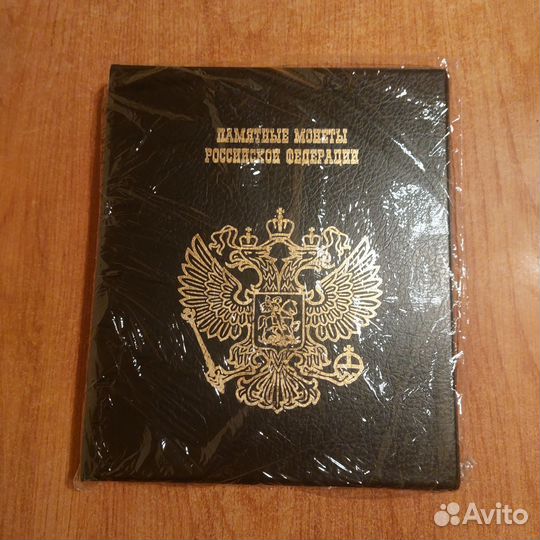 ПАМЯТНЫЕ МОНЕТЫ
РОССИЙСКОЙ ФЕДЕРАЦИИ
Avito